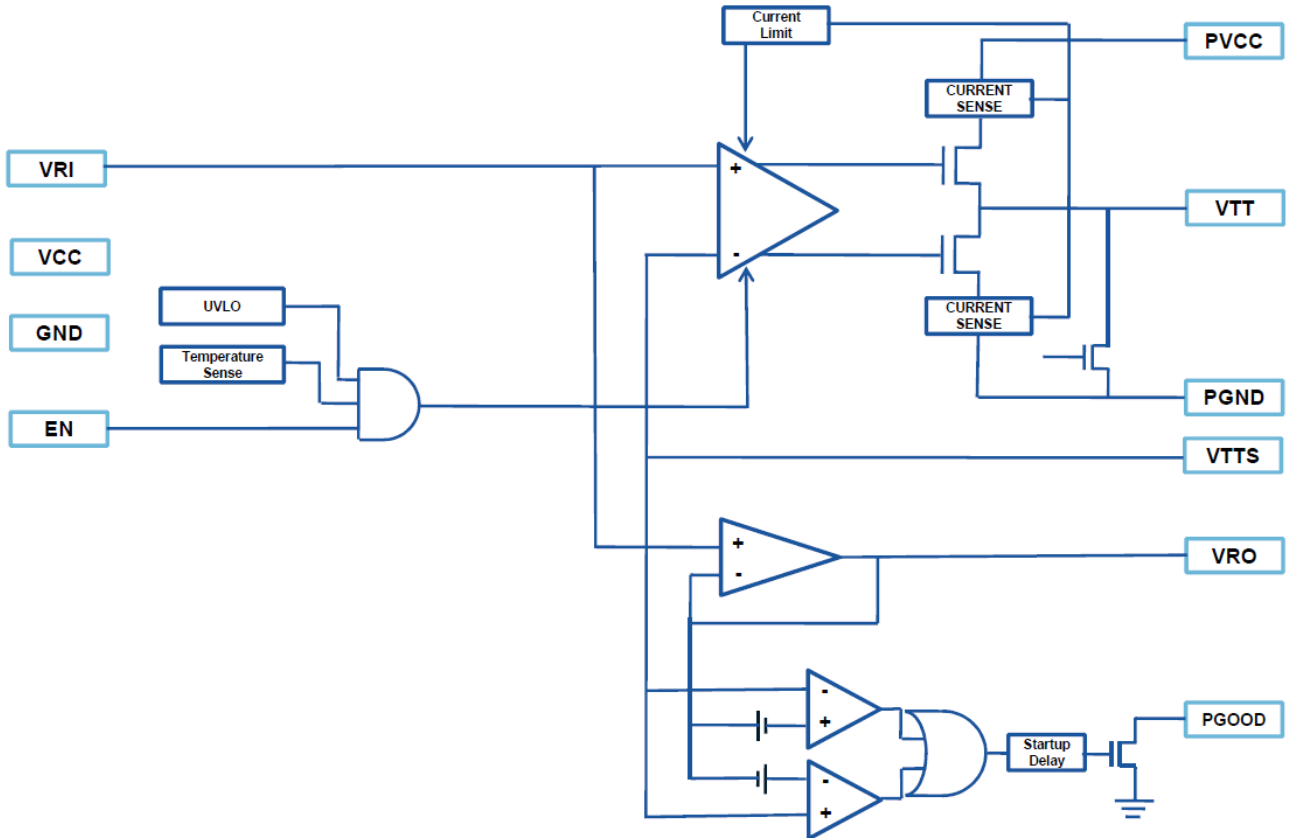 Current
Limit
PVCC
CURRENT
SENSE
VRI
+
VTT
VCC
-
UVLO
CURRENT
SENSE
GND
Temperature
Sense
PGND
EN
VTTS
+
VRO
-
-
PGOOD
+
Startup
Delay
-
+